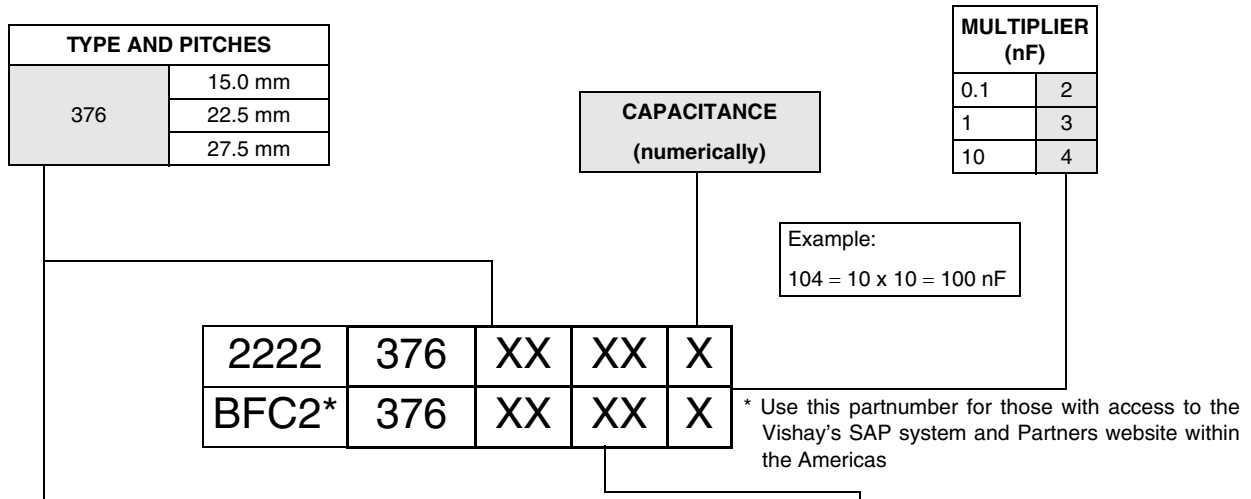 TYPE AND PITCHES
376
15.0 mm
22.5 mm
27.5 mm
CAPACITANCE
(numerically)
MULTIPLIER
(nF)
0.1 2
1 3
10 4
Example:
104 = 10 x 10 = 100 nF
2222 376 XX XX X
BFC2* 376 XX XX X
* Use this partnumber for those with access to the
Vishay's SAP system and Partners website within
the Americas